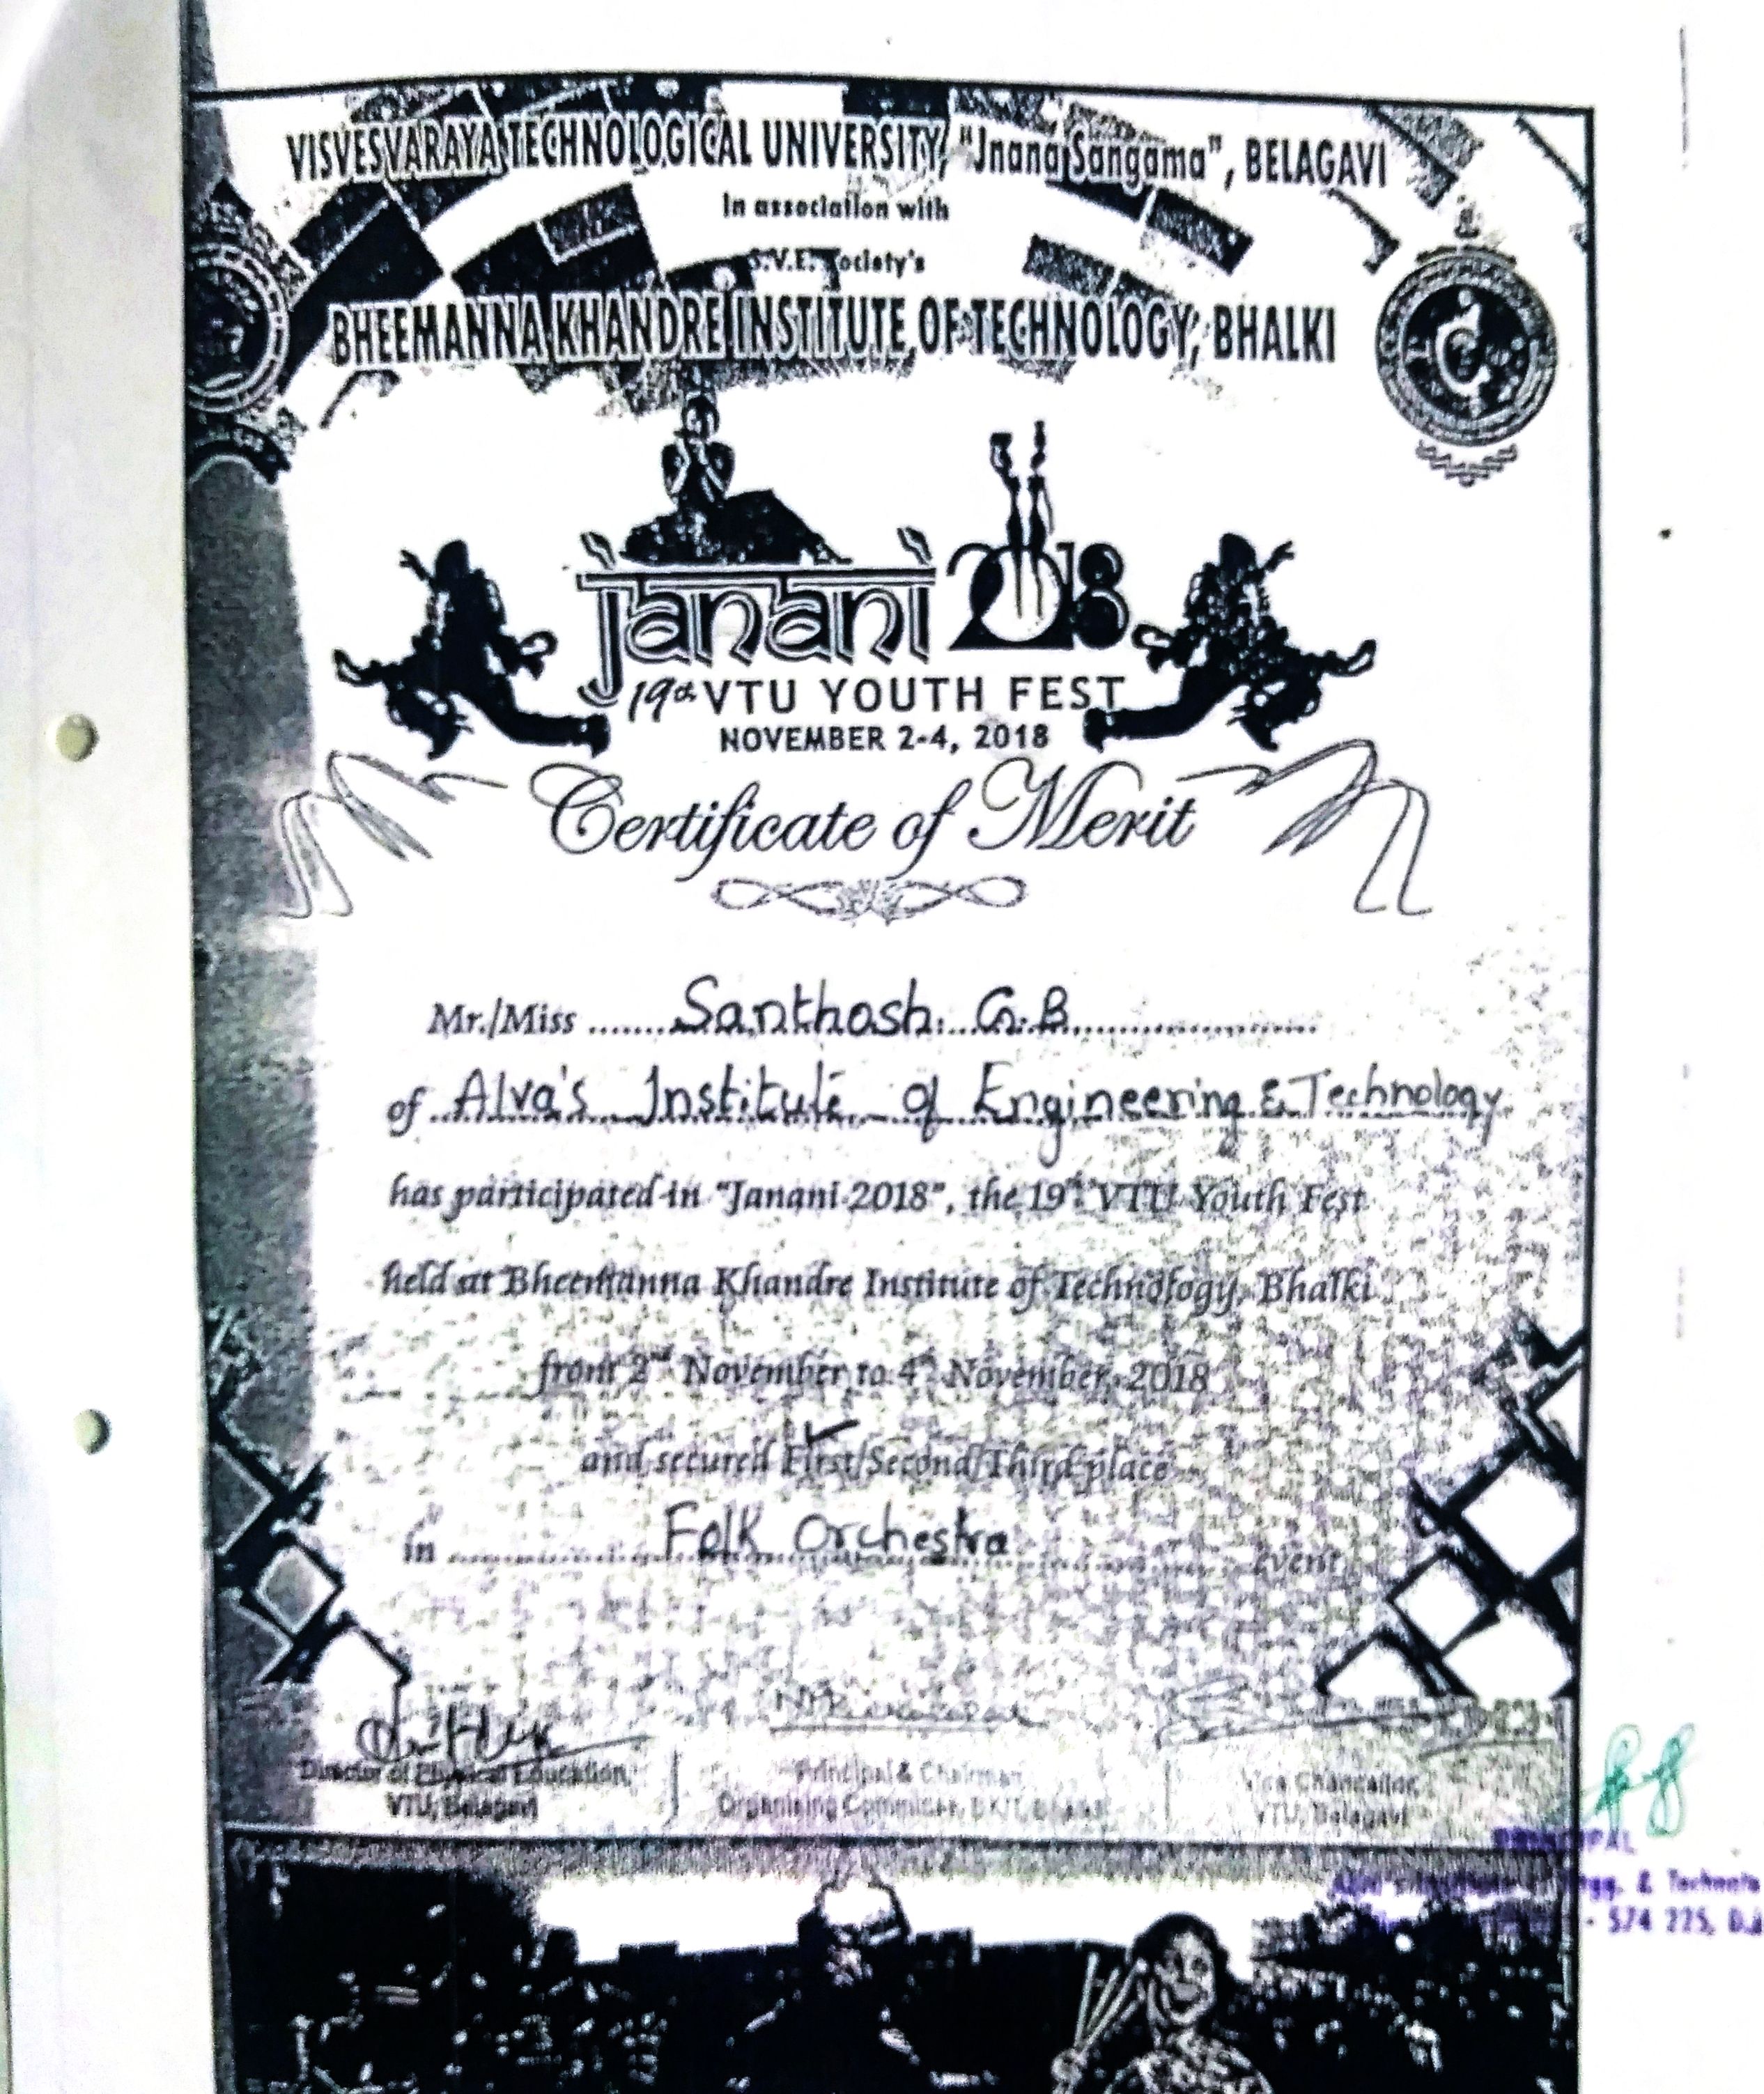 VISVESVARAYA TECHNOLOGICAL UNIVERSITY, "Jnana Sangama", BELAGAVI
In association with
S.V.E. Society's
BHEEMANNA KHANDRE INSTITUTE OF TECHNOLOGY, BHALKI
janani 2018
19th VTU YOUTH FEST
NOVEMBER 2-4, 2018
Certificate of Merit
Mr./Miss ....... Santhosh. G.B .......
of Alva's Institute of Engineering & Technology
has participated in "Janani 2018", the 19th VTU Youth Fest
held at Bheemanna Khandre Institute of Technology, Bhalki
from 2nd November to 4th November, 2018
and secured First/Second/Third place
in ....... Folk Orchestra ....... event
Director of Physical Education,
VTU, Belagavi
Principal & Chairman
Organising Committee, BKIT, Bhalki
Vice Chancellor,
VTU, Belagavi
PRINCIPAL
Engg. & Technolo
- 574 225, D.